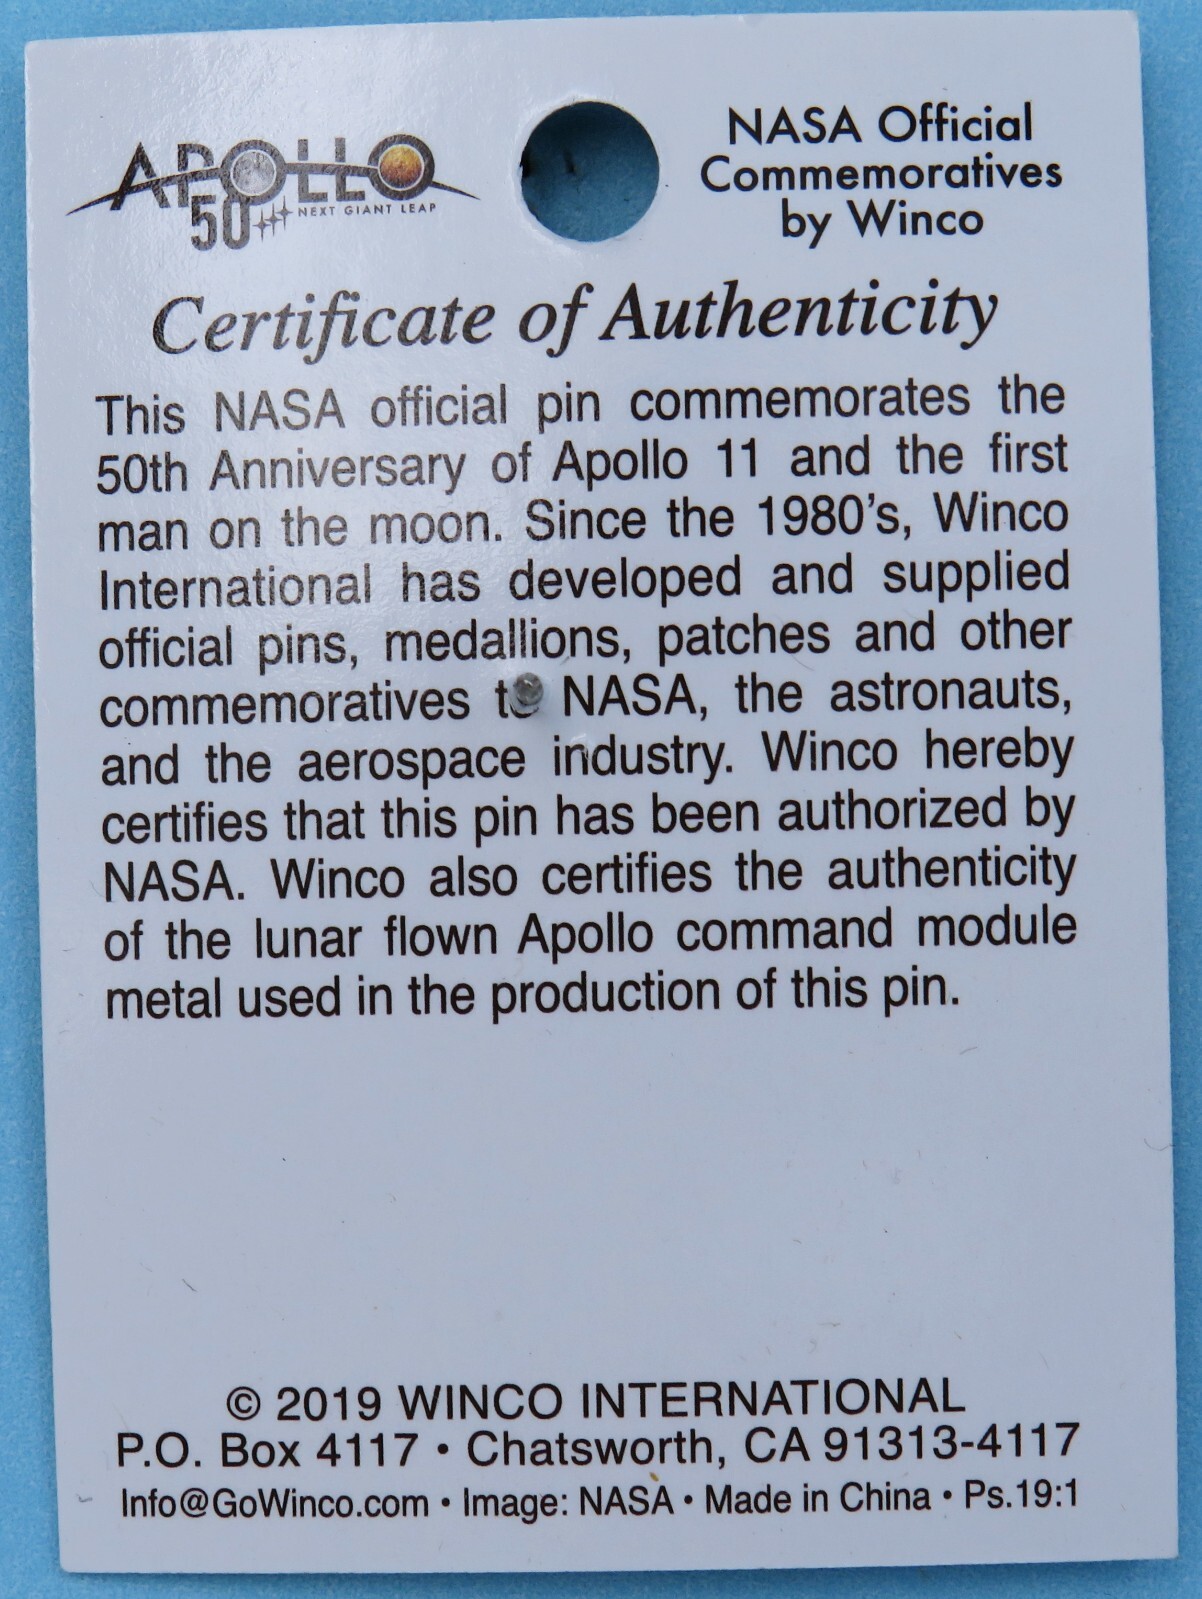 APOLLO
50 NEXT GIANT LEAP
NASA Official
Commemoratives
by Winco
Certificate of Authenticity
This NASA official pin commemorates the
50th Anniversary of Apollo 11 and the first
man on the moon. Since the 1980's, Winco
International has developed and supplied
official pins, medallions, patches and other
commemoratives to NASA, the astronauts,
and the aerospace industry. Winco hereby
certifies that this pin has been authorized by
NASA. Winco also certifies the authenticity
of the lunar flown Apollo command module
metal used in the production of this pin.
© 2019 WINCO INTERNATIONAL
P.O. Box 4117 • Chatsworth, CA 91313-4117
Info@GoWinco.com • Image: NASA • Made in China • Ps.19:1